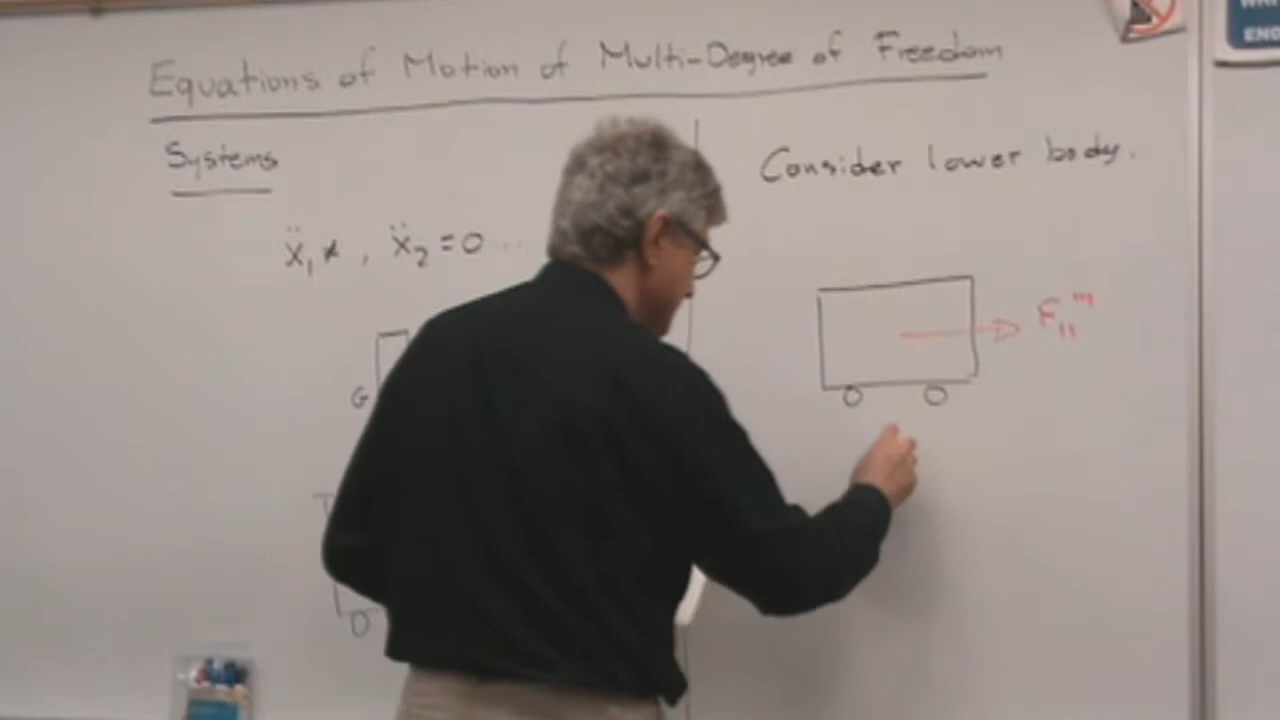 Equations of Motion of Multi-Degree of Freedom
Systems
ẍ₁ ≠ , ẍ₂ = 0 ...
G
Consider lower body.
F₁₁'''